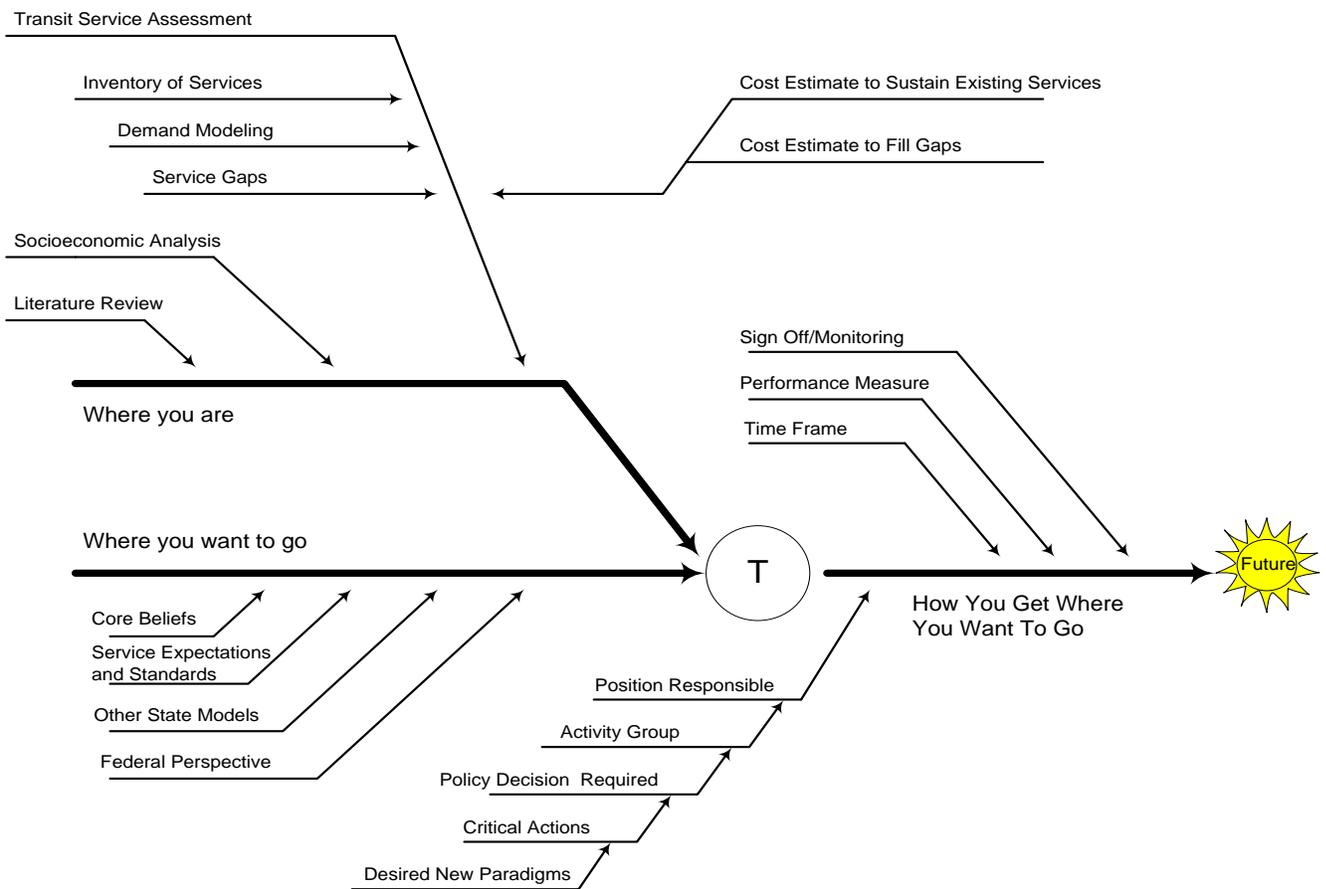 Transit Service Assessment
Inventory of Services
Demand Modeling
Service Gaps
Cost Estimate to Sustain Existing Services
Cost Estimate to Fill Gaps
Socioeconomic Analysis
Literature Review
Where you are
Sign Off/Monitoring
Performance Measure
Time Frame
Where you want to go
T
Future
How You Get Where
You Want To Go
Core Beliefs
Service Expectations
and Standards
Other State Models
Federal Perspective
Position Responsible
Activity Group
Policy Decision  Required
Critical Actions
Desired New Paradigms